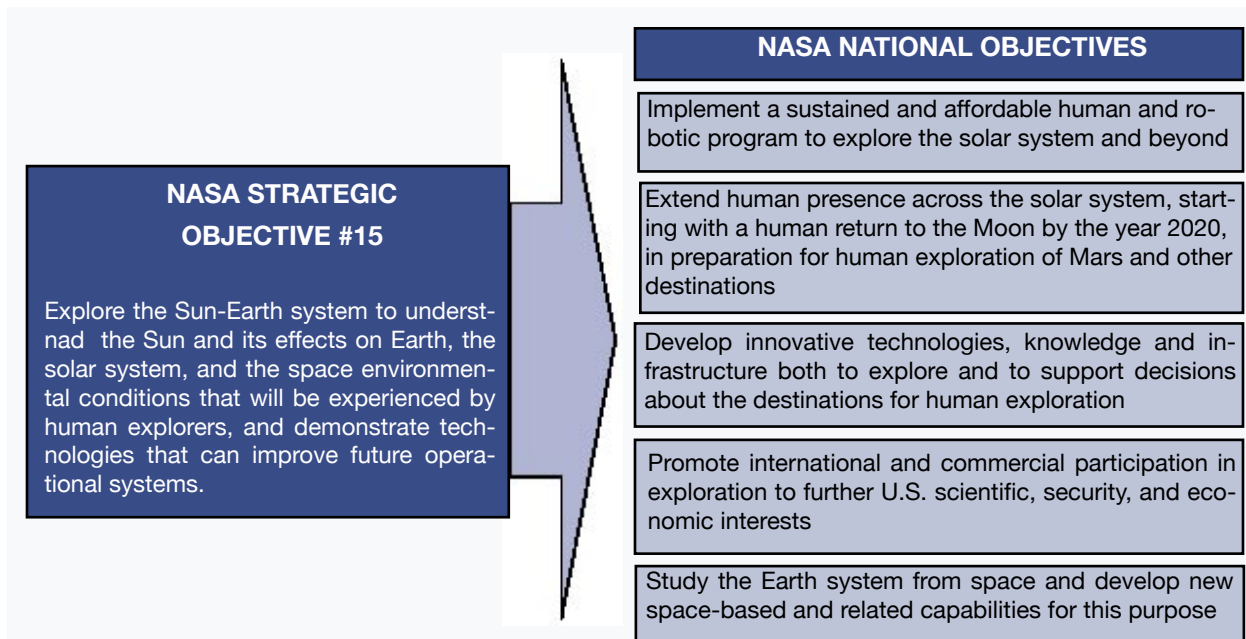 NASA STRATEGIC
OBJECTIVE #15
Explore the Sun-Earth system to underst-
nad the Sun and its effects on Earth, the
solar system, and the space environmen-
tal conditions that will be experienced by
human explorers, and demonstrate tech-
nologies that can improve future opera-
tional systems.
NASA NATIONAL OBJECTIVES
Implement a sustained and affordable human and ro-
botic program to explore the solar system and beyond
Extend human presence across the solar system, start-
ing with a human return to the Moon by the year 2020,
in preparation for human exploration of Mars and other
destinations
Develop innovative technologies, knowledge and in-
frastructure both to explore and to support decisions
about the destinations for human exploration
Promote international and commercial participation in
exploration to further U.S. scientific, security, and eco-
nomic interests
Study the Earth system from space and develop new
space-based and related capabilities for this purpose